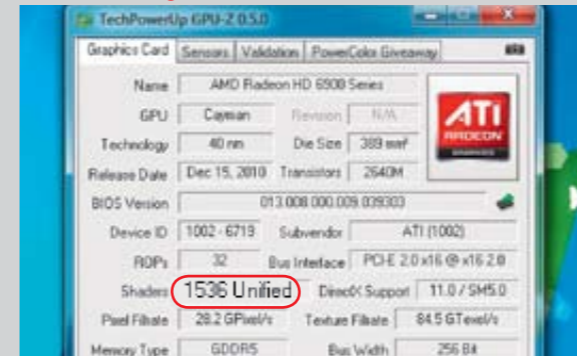 TechPowerUp GPU-Z 0.5.0
Graphics Card Sensors Validation PowerColor Giveaway
Name AMD Radeon HD 6900 Series
GPU Cayman Revision N/A
ATI
RADEON
GRAPHICS
Technology 40 nm Die Size 389 mm²
Release Date Dec 15, 2010 Transistors 2640M
BIOS Version 013.008.000.009.039303
Device ID 1002 - 6719 Subvendor ATI (1002)
ROPs 32 Bus Interface PCI-E 2.0 x16 @ x16 2.0
Shaders 1536 Unified DirectX Support 11.0 / SM5.0
Pixel Fillrate 28.2 GPixel/s Texture Fillrate 84.5 GTexel/s
Memory Type GDDR5 Bus Width 256 Bit